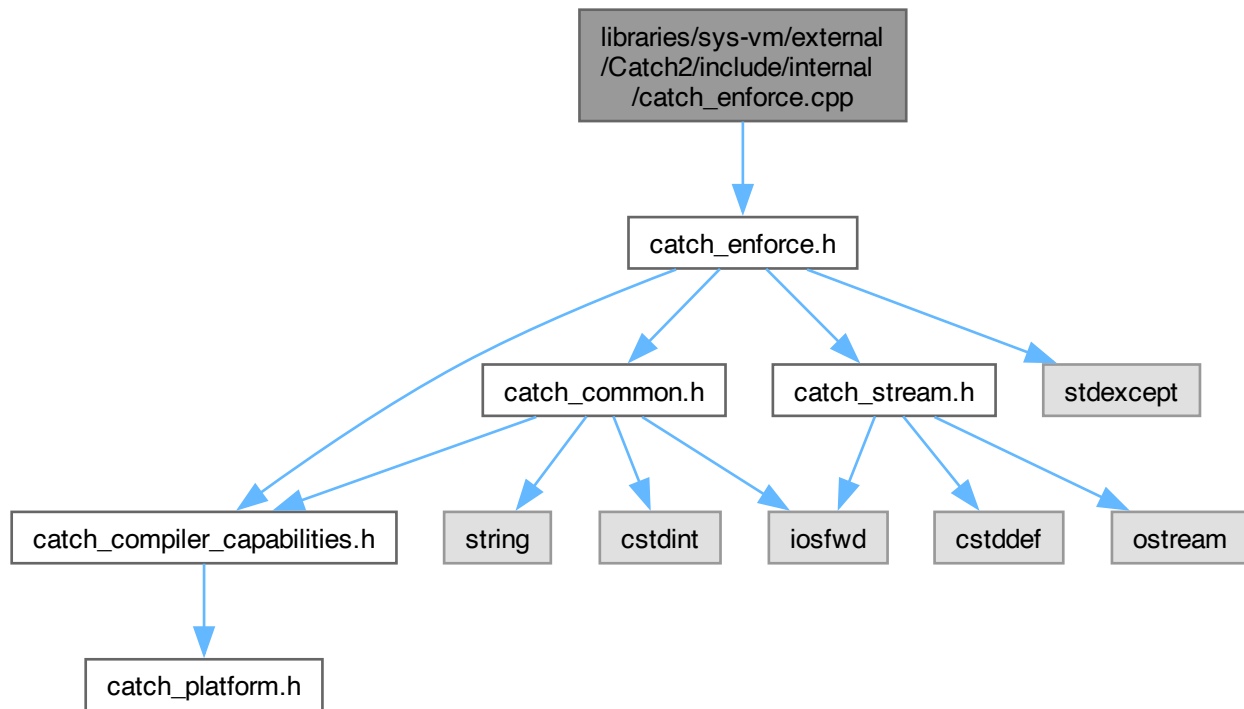 libraries/sys-vm/external
/Catch2/include/internal
/catch_enforce.cpp
catch_enforce.h
catch_common.h
catch_stream.h
stdexcept
catch_compiler_capabilities.h
string
cstdint
iosfwd
cstddef
ostream
catch_platform.h